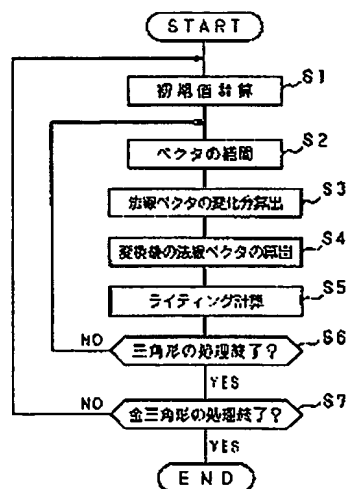 START
初期値計算
S1
ベクタの補間
S2
法線ベクタの変化分算出
S3
変換後の法線ベクタの算出
S4
ライティング計算
S5
三角形の処理終了?
S6
NO
YES
全三角形の処理終了?
S7
NO
YES
END